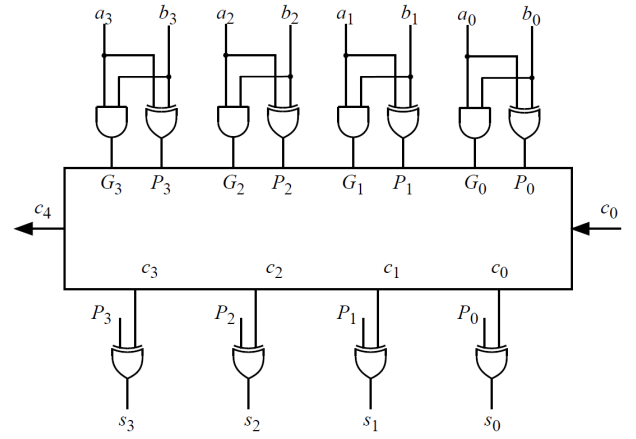 a3 b3 a2 b2 a1 b1 a0 b0
G3 P3 G2 P2 G1 P1 G0 P0
c4 c0
c3 c2 c1 c0
P3 P2 P1 P0
s3 s2 s1 s0